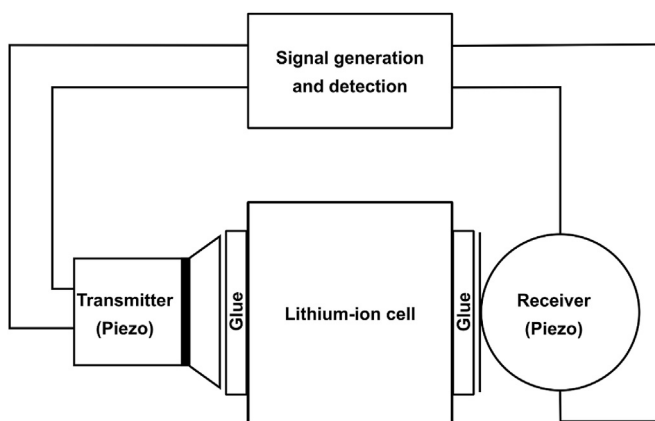 Signal generation
and detection
Transmitter
(Piezo)
Glue
Lithium-ion cell
Glue
Receiver
(Piezo)